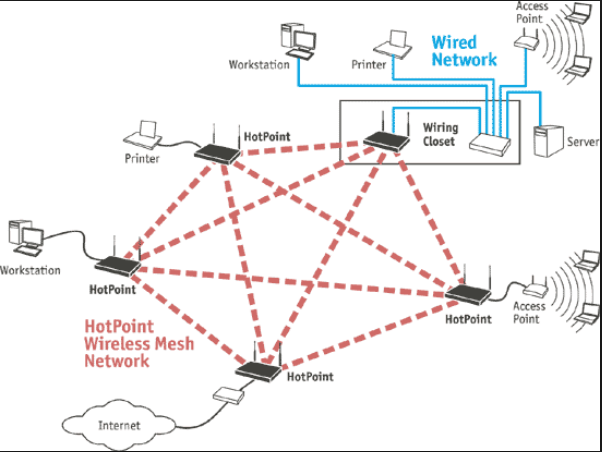 Access
Point
Wired
Network
Workstation
Printer
HotPoint
Wiring
Closet
Server
Printer
Workstation
HotPoint
Access
Point
HotPoint
HotPoint
Wireless Mesh
Network
HotPoint
Internet